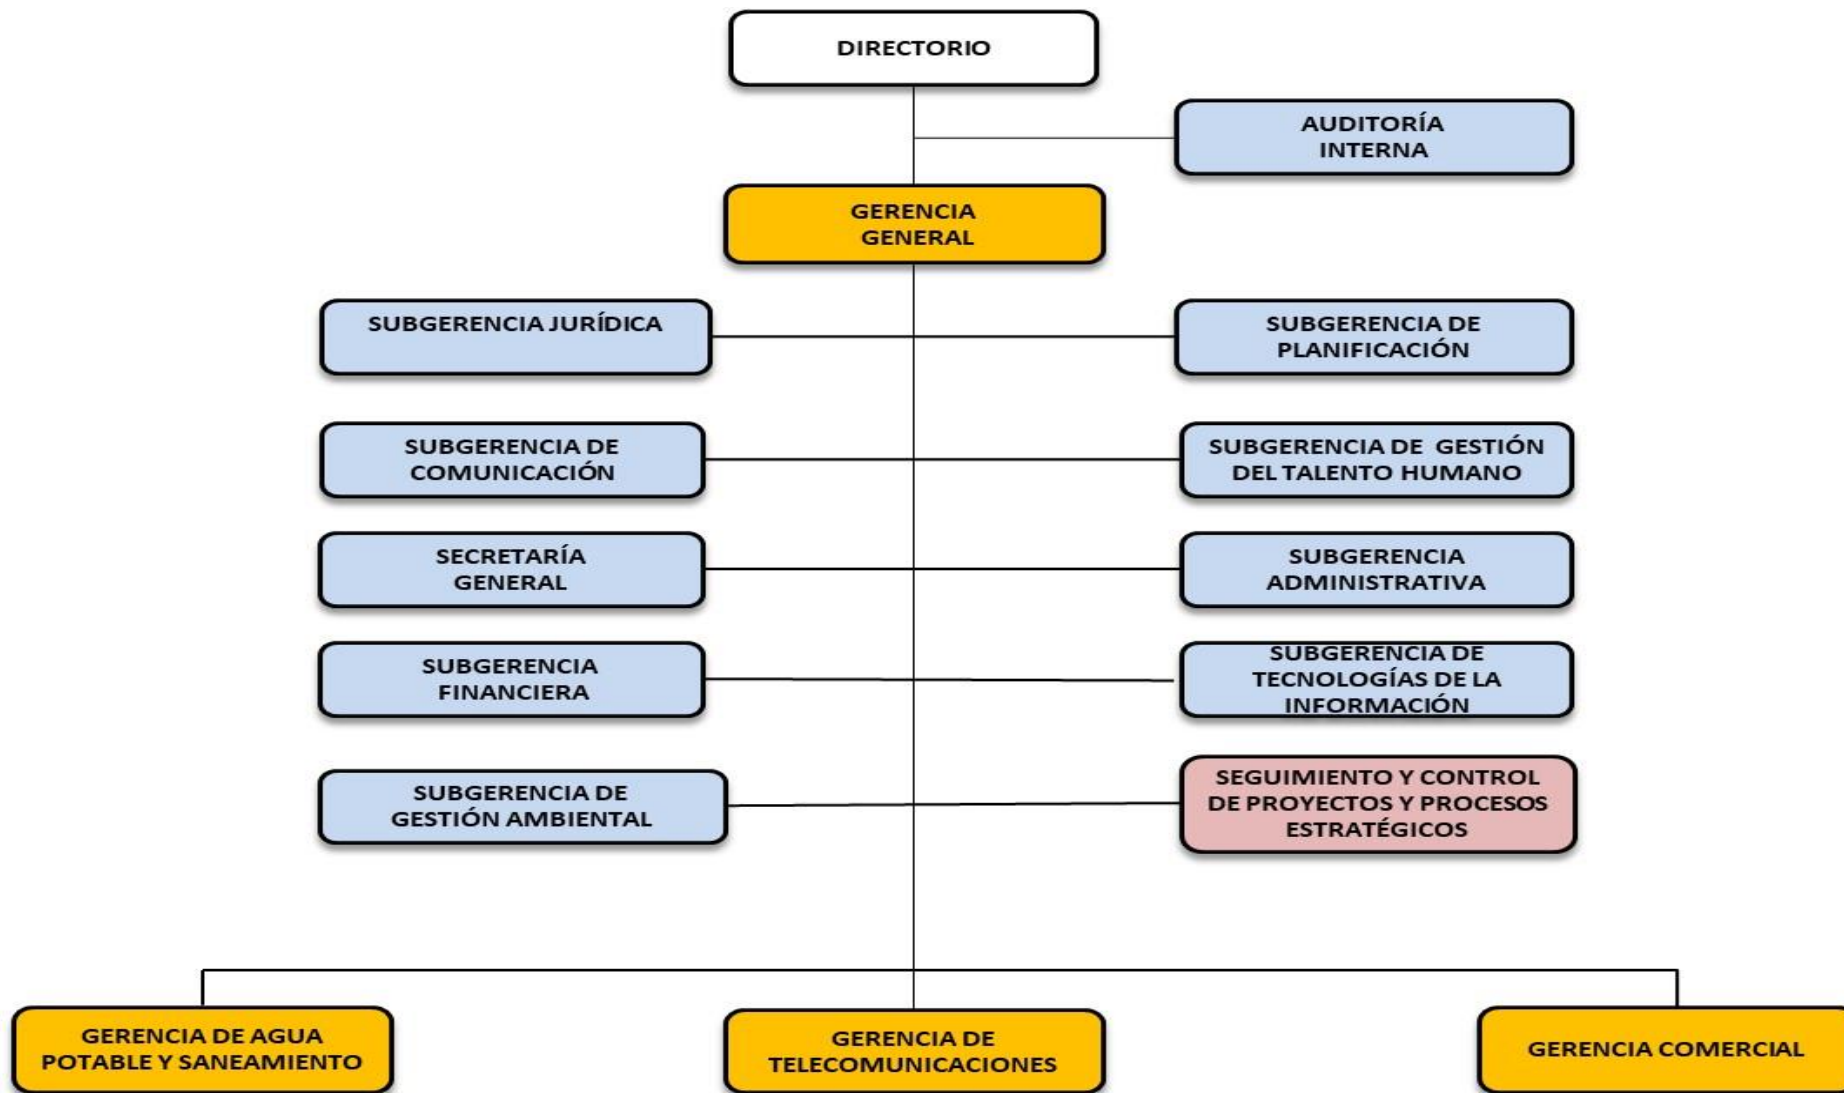 DIRECTORIO
AUDITORÍA
INTERNA
GERENCIA
GENERAL
SUBGERENCIA JURÍDICA
SUBGERENCIA DE
PLANIFICACIÓN
SUBGERENCIA DE
COMUNICACIÓN
SUBGERENCIA DE GESTIÓN
DEL TALENTO HUMANO
SECRETARÍA
GENERAL
SUBGERENCIA
ADMINISTRATIVA
SUBGERENCIA
FINANCIERA
SUBGERENCIA DE
TECNOLOGÍAS DE LA
INFORMACIÓN
SUBGERENCIA DE
GESTIÓN AMBIENTAL
SEGUIMIENTO Y CONTROL
DE PROYECTOS Y PROCESOS
ESTRATÉGICOS
GERENCIA DE AGUA
POTABLE Y SANEAMIENTO
GERENCIA DE
TELECOMUNICACIONES
GERENCIA COMERCIAL